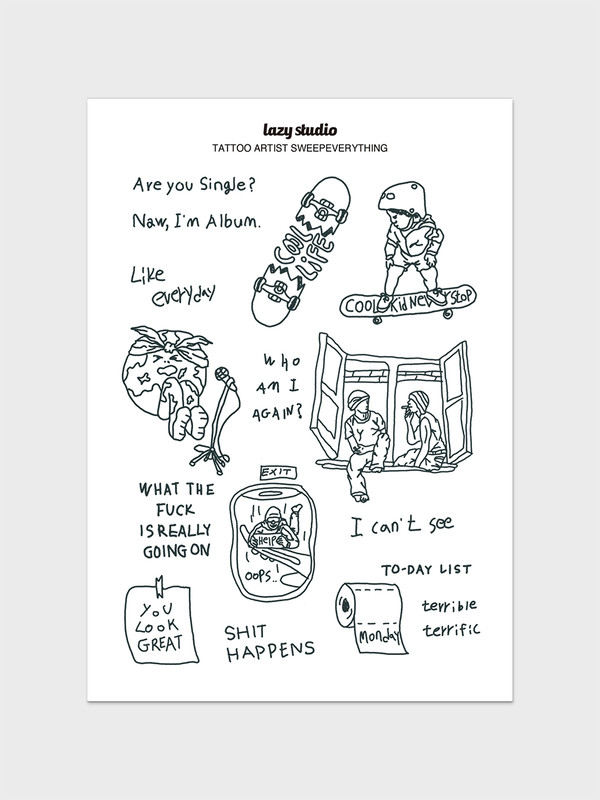 lazy studio
TATTOO ARTIST SWEEPEVERYTHING
Are you Single?
Naw, I'm Album.
Like
everyday
COOL
LIFE
COOL Kid Never Stop
WHO
AM I
AGAIN?
EXIT
HELP
OOPS..!
WHAT THE
FUCK
IS REALLY
GOING ON
I can't see
TO-DAY LIST
terrible
terrific
Monday
YOU
LOOK
GREAT
SHIT
HAPPENS